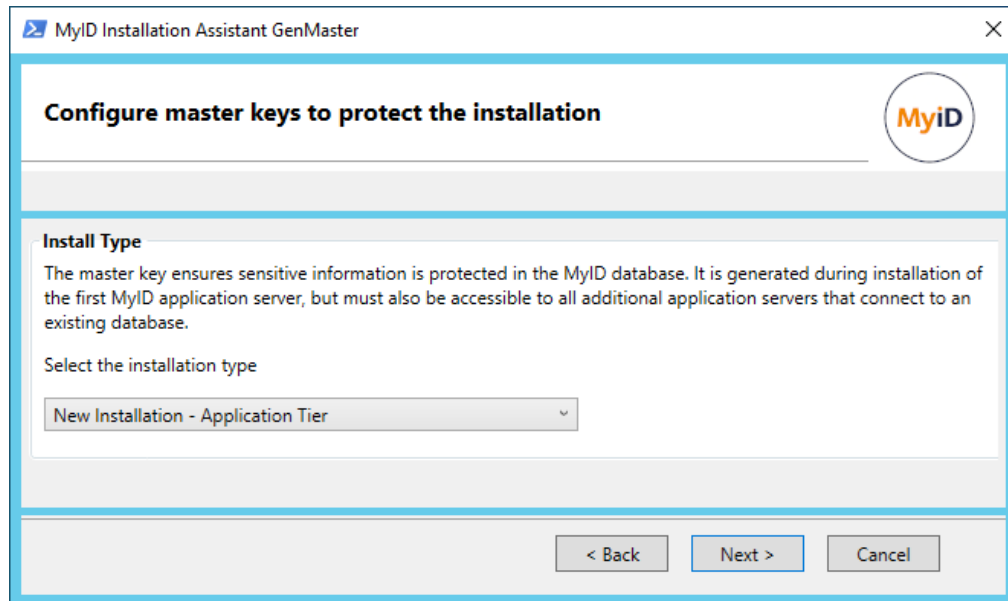 MyID Installation Assistant GenMaster
Configure master keys to protect the installation
MyiD
Install Type
The master key ensures sensitive information is protected in the MyID database. It is generated during installation of
the first MyID application server, but must also be accessible to all additional application servers that connect to an
existing database.
Select the installation type
New Installation - Application Tier
< Back
Next >
Cancel